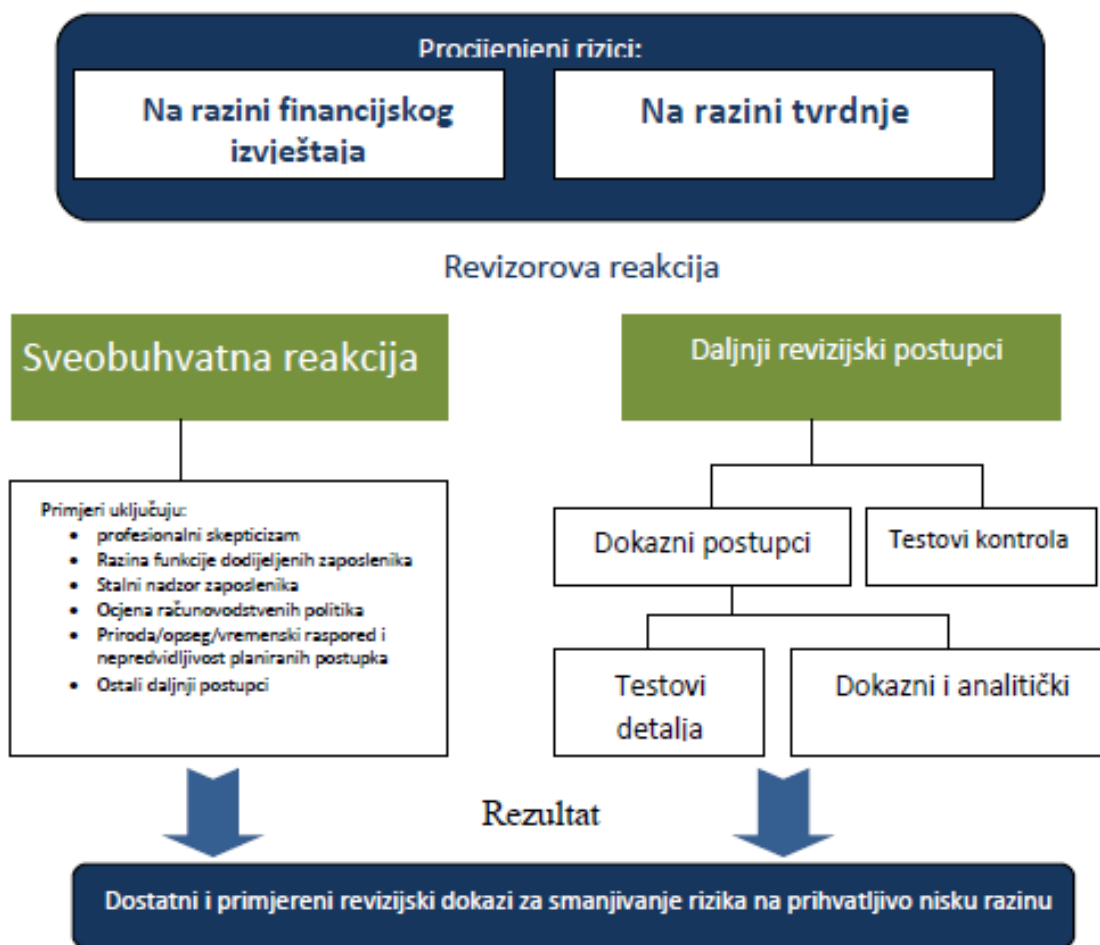 Procijenjeni rizici:
Na razini financijskog
izvještaja
Na razini tvrdnje
Revizorova reakcija
Sveobuhvatna reakcija
Daljnji revizijski postupci
Primjeri uključuju:
• profesionalni skepticizam
• Razina funkcije dodijeljenih zaposlenika
• Stalni nadzor zaposlenika
• Ocjena računovodstvenih politika
• Priroda/opseg/vremenski raspored i
nepredvidljivost planiranih postupka
• Ostali daljnji postupci
Dokazni postupci
Testovi kontrola
Testovi
detalja
Dokazni i analitički
Rezultat
Dostatni i primjereni revizijski dokazi za smanjivanje rizika na prihvatljivo nisku razinu